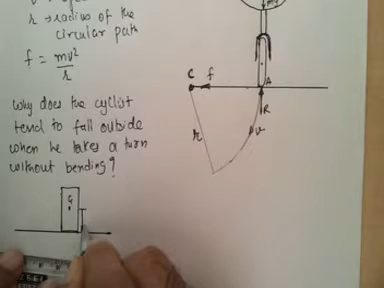 r → radius of the
circular path
f = mv²
r
Why does the cyclist
tend to fall outside
when he takes a turn
without bending?
C
f
A
R
r
v
G